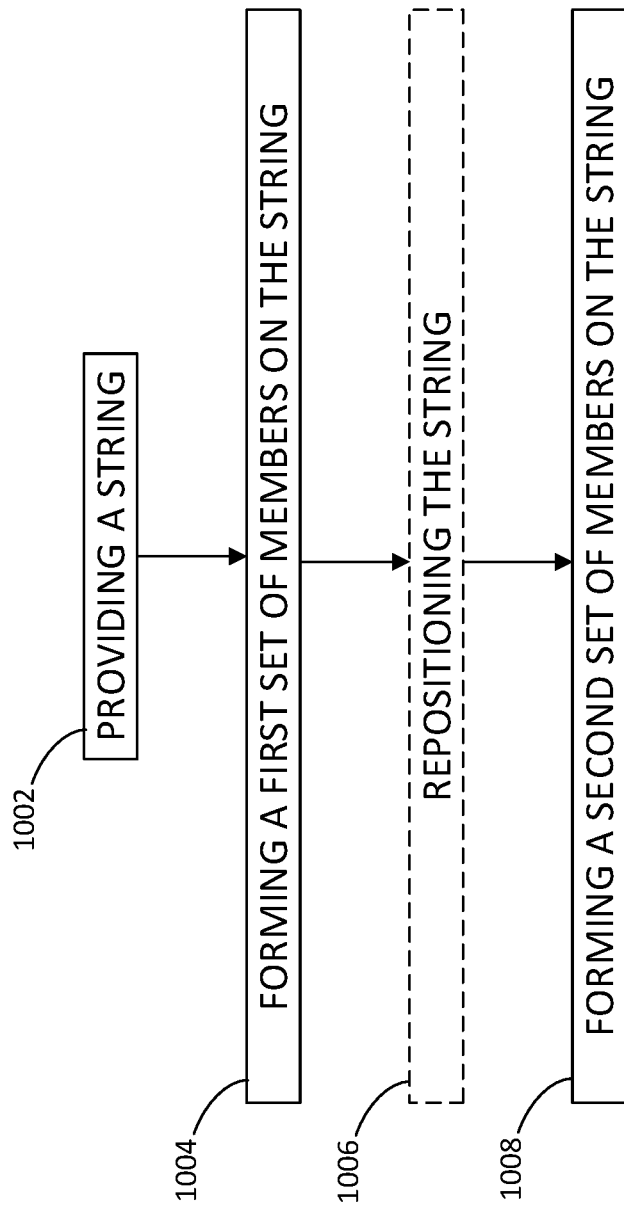 1002
PROVIDING A STRING
1004
FORMING A FIRST SET OF MEMBERS ON THE STRING
1006
REPOSITIONING THE STRING
1008
FORMING A SECOND SET OF MEMBERS ON THE STRING